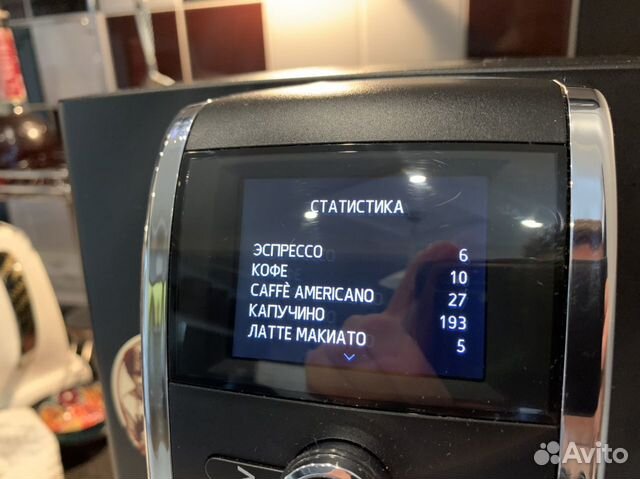 СТАТИСТИКА
ЭСПРЕССО 6
КОФЕ 10
CAFFÈ AMERICANO 27
КАПУЧИНО 193
ЛАТТЕ МАКИАТО 5
Avito